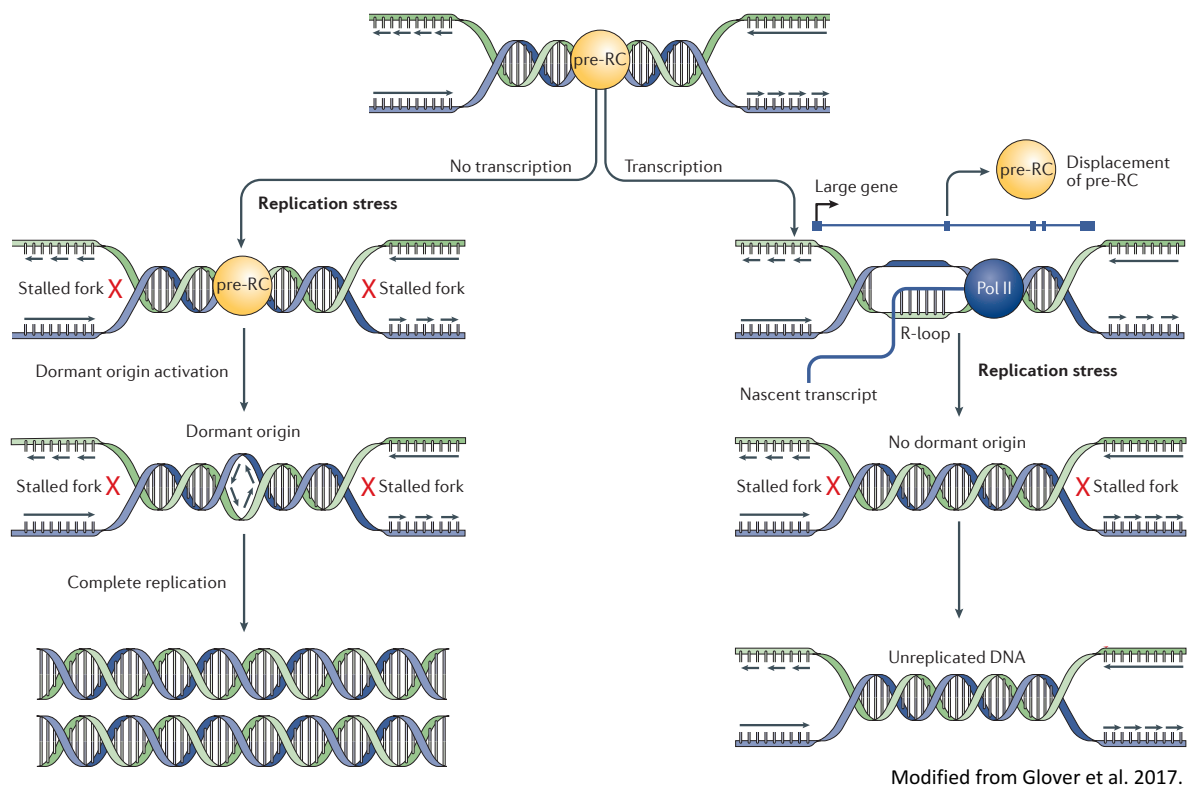 pre-RC
No transcription
Transcription
Replication stress
Large gene
pre-RC
Displacement
of pre-RC
Stalled fork X
pre-RC
X Stalled fork
Pol II
R-loop
Nascent transcript
Dormant origin activation
Replication stress
Dormant origin
Stalled fork X
X Stalled fork
No dormant origin
Stalled fork X
X Stalled fork
Complete replication
Unreplicated DNA
Modified from Glover et al. 2017.